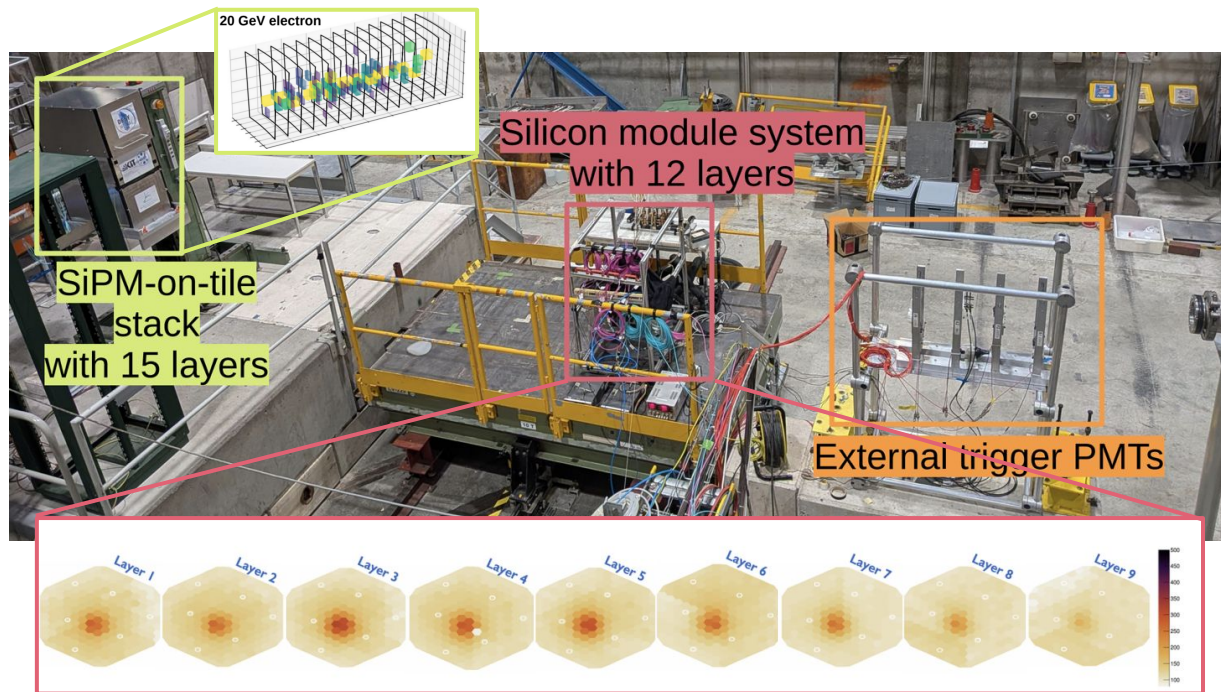 20 GeV electron
Silicon module system
with 12 layers
SiPM-on-tile
stack
with 15 layers
External trigger PMTs
Layer 1
Layer 2
Layer 3
Layer 4
Layer 5
Layer 6
Layer 7
Layer 8
Layer 9
500
450
400
350
300
250
200
150
100